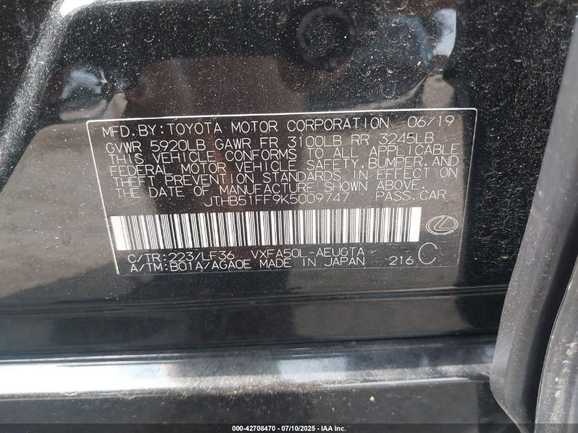 MFD. BY: TOYOTA MOTOR CORPORATION 06/19
GVWR 5920LB GAWR FR 3100LB RR 3245LB
THIS VEHICLE CONFORMS TO ALL APPLICABLE
FEDERAL MOTOR VEHICLE SAFETY,BUMPER,AND
THEFT PREVENTION STANDARDS IN EFFECT ON
THE DATE OF MANUFACTURE SHOWN ABOVE.
JTHB51FF9K5009747 PASS.CAR
C/TR:223/LF36 VXFA50L-AEUGTA
A/TM:B01A/AGA0E MADE IN JAPAN 216 C
000-42708470 - 07/10/2025 - IAA Inc.